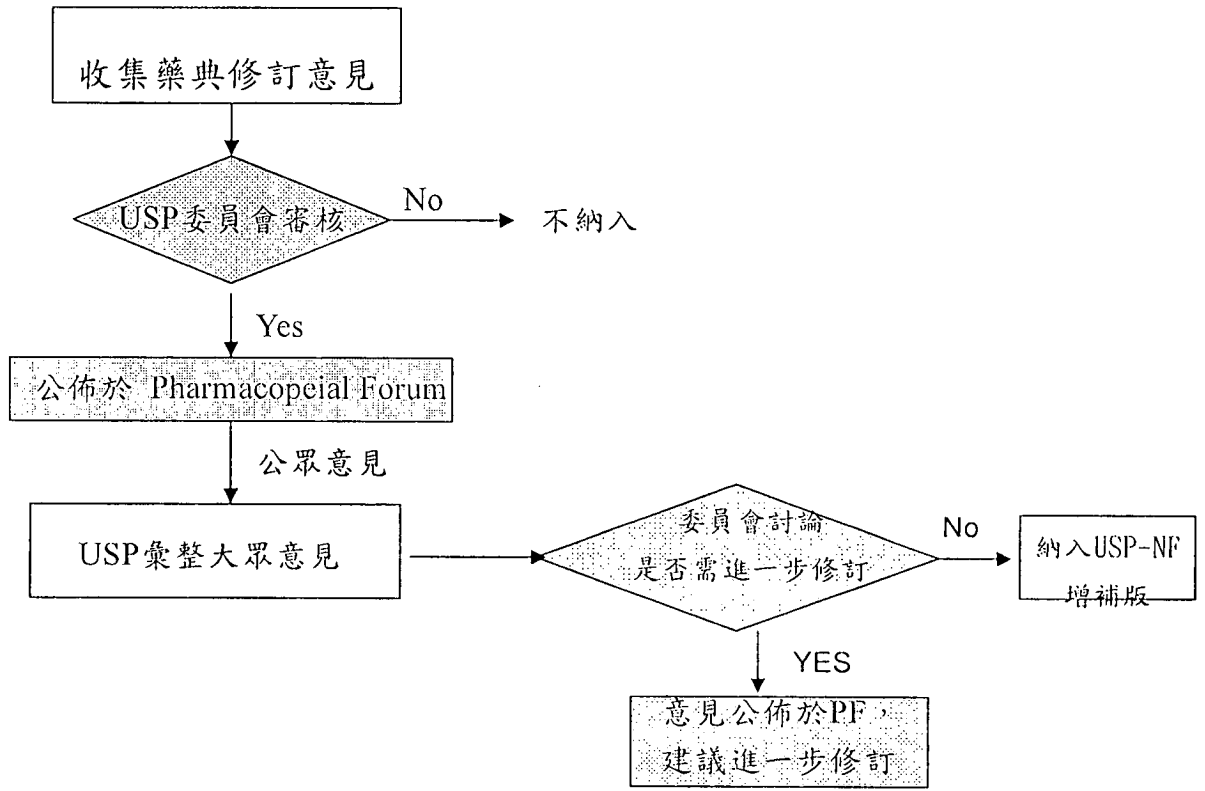 收集藥典修訂意見
USP委員會審核
No
不納入
Yes
公佈於 Pharmacopeial Forum
公眾意見
USP彙整大眾意見
委員會討論
是否需進一步修訂
No
納入USP-NF
增補版
YES
意見公佈於PF，
建議進一步修訂